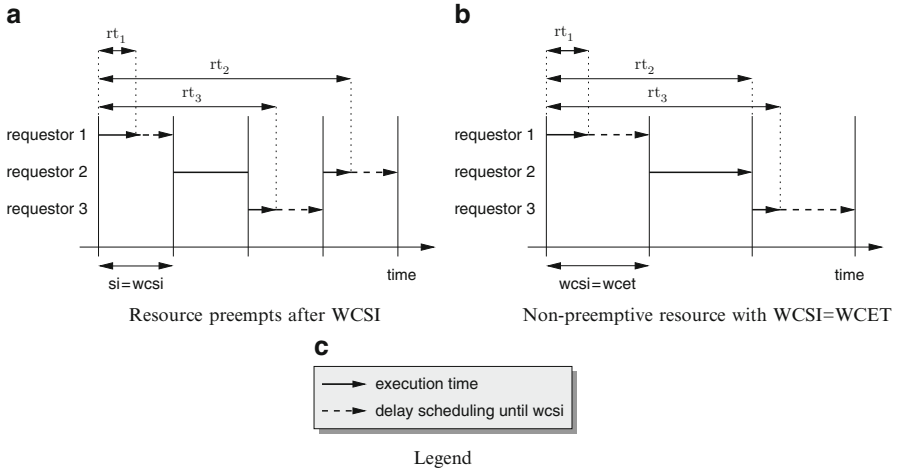 a
rt₁
rt₂
rt₃
requestor 1
requestor 2
requestor 3
si=wcsi
time
Resource preempts after WCSI
b
rt₁
rt₂
rt₃
requestor 1
requestor 2
requestor 3
wcsi=wcet
time
Non-preemptive resource with WCSI=WCET
c
execution time
delay scheduling until wcsi
Legend